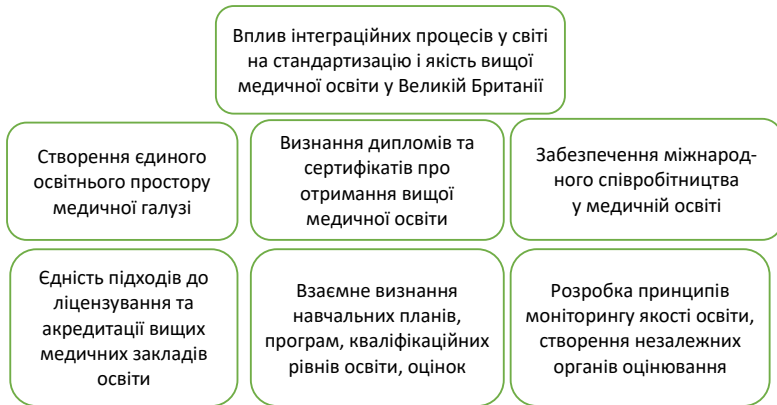 Вплив інтеграційних процесів у світі
на стандартизацію і якість вищої
медичної освіти у Великій Британії
Створення єдиного
освітнього простору
медичної галузі
Визнання дипломів та
сертифікатів про
отримання вищої
медичної освіти
Забезпечення міжнарод-
ного співробітництва
у медичній освіті
Єдність підходів до
ліцензування та
акредитації вищих
медичних закладів
освіти
Взаємне визнання
навчальних планів,
програм, кваліфікаційних
рівнів освіти, оцінок
Розробка принципів
моніторингу якості освіти,
створення незалежних
органів оцінювання